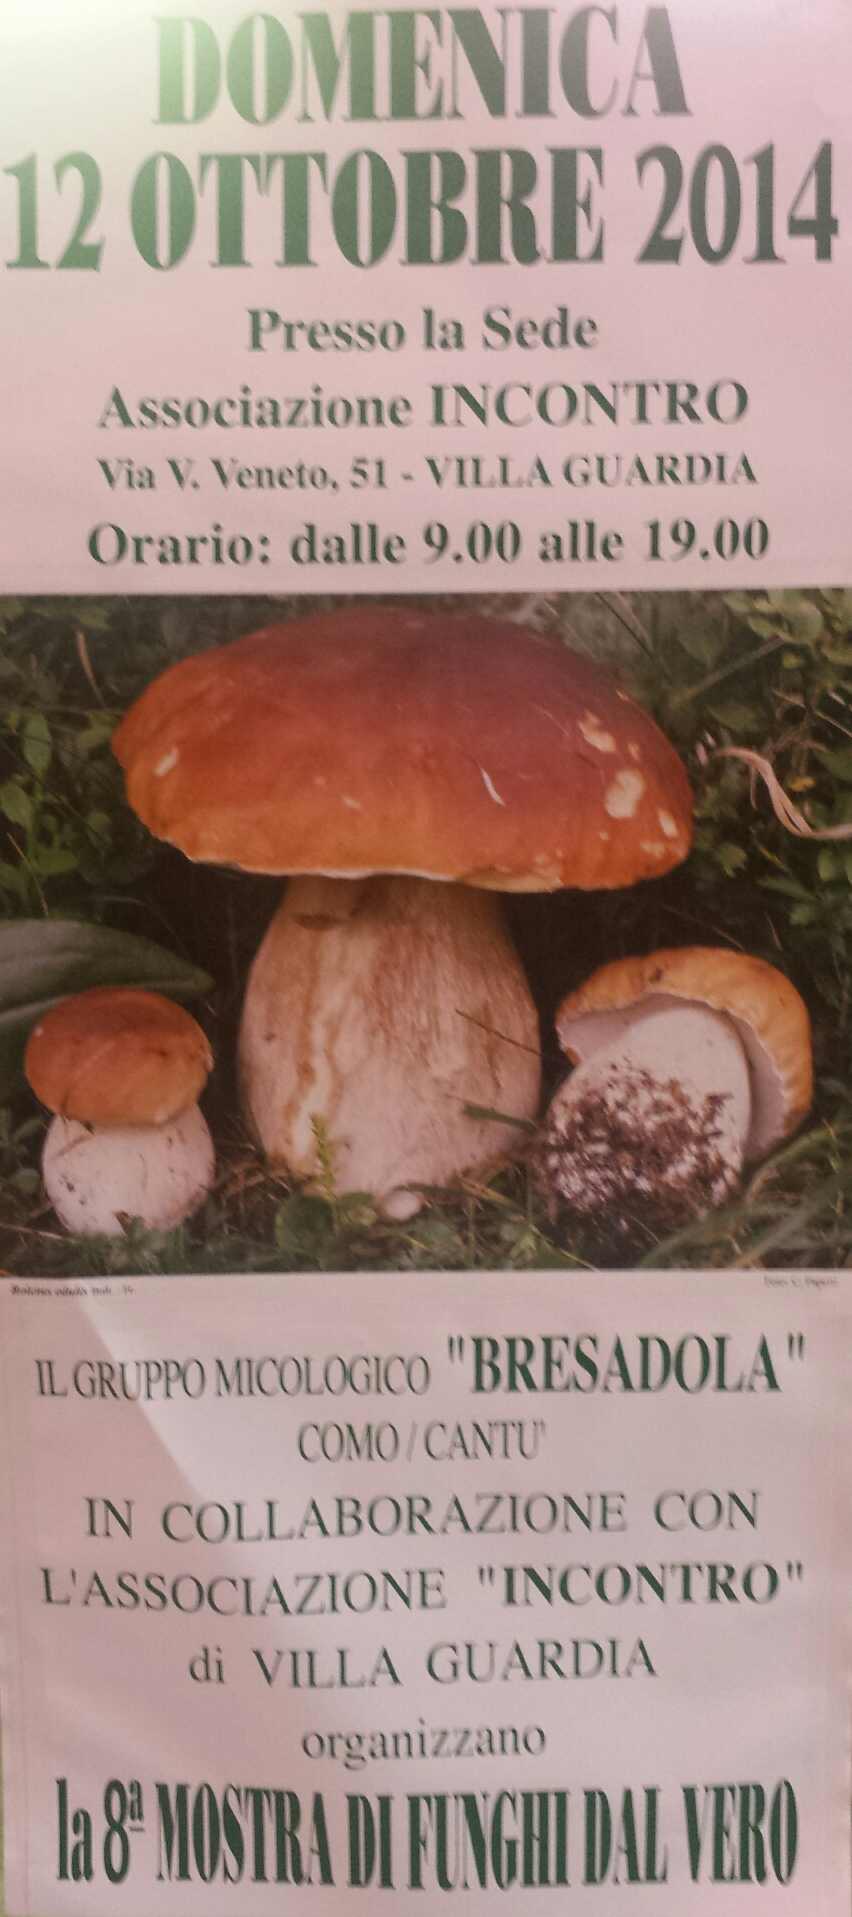 DOMENICA
12 OTTOBRE 2014
Presso la Sede
Associazione INCONTRO
Via V. Veneto, 51 - VILLA GUARDIA
Orario: dalle 9.00 alle 19.00
Boletus edulis
IL GRUPPO MICOLOGICO "BRESADOLA"
COMO / CANTU'
IN COLLABORAZIONE CON
L'ASSOCIAZIONE "INCONTRO"
di VILLA GUARDIA
organizzano
la 8ª MOSTRA DI FUNGHI DAL VERO